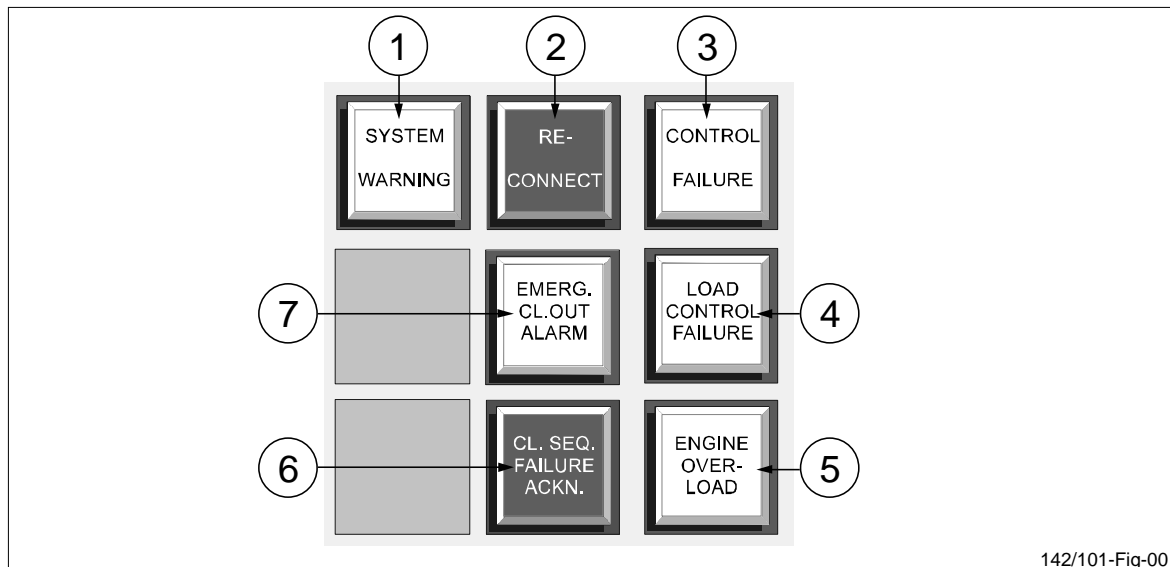 1
2
3
SYSTEM
WARNING
RE-
CONNECT
CONTROL
FAILURE
7
EMERG.
CL.OUT
ALARM
LOAD
CONTROL
FAILURE
4
6
CL. SEQ.
FAILURE
ACKN.
ENGINE
OVER-
LOAD
5
142/101-Fig-00